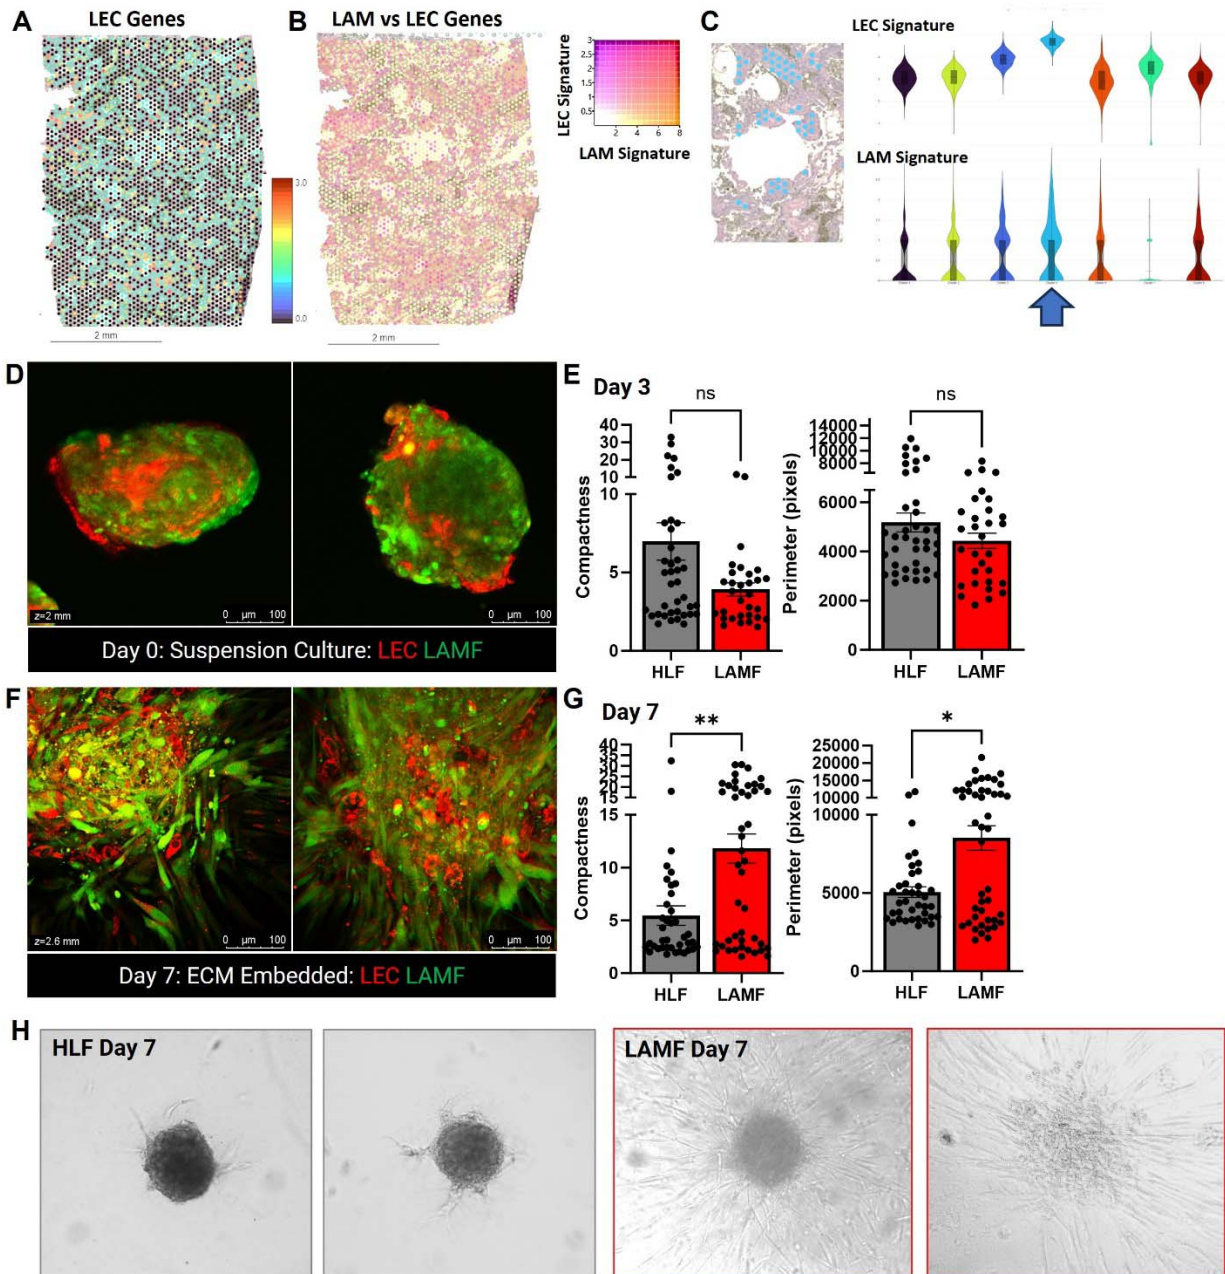 A
LEC Genes
3.0
0.0
2 mm
B
LAM vs LEC Genes
2 mm
LEC Signature
3
2.5
2
1.5
1
0.5
2 4 6 8
LAM Signature
C
LEC Signature
LAM Signature
D
z=2 mm
0 µm 100
0 µm 100
Day 0: Suspension Culture: LEC LAMF
E
Day 3
ns
Compactness
40
30
20
10
10
5
0
HLF LAMF
ns
Perimeter (pixels)
14000
12000
10000
8000
6000
4000
2000
0
HLF LAMF
F
z=2.6 mm
0 µm 100
0 µm 100
Day 7: ECM Embedded: LEC LAMF
G
Day 7
**
Compactness
40
35
30
25
20
15
15
10
5
0
HLF LAMF
*
Perimeter (pixels)
25000
20000
15000
10000
10000
5000
0
HLF LAMF
H
HLF Day 7
LAMF Day 7